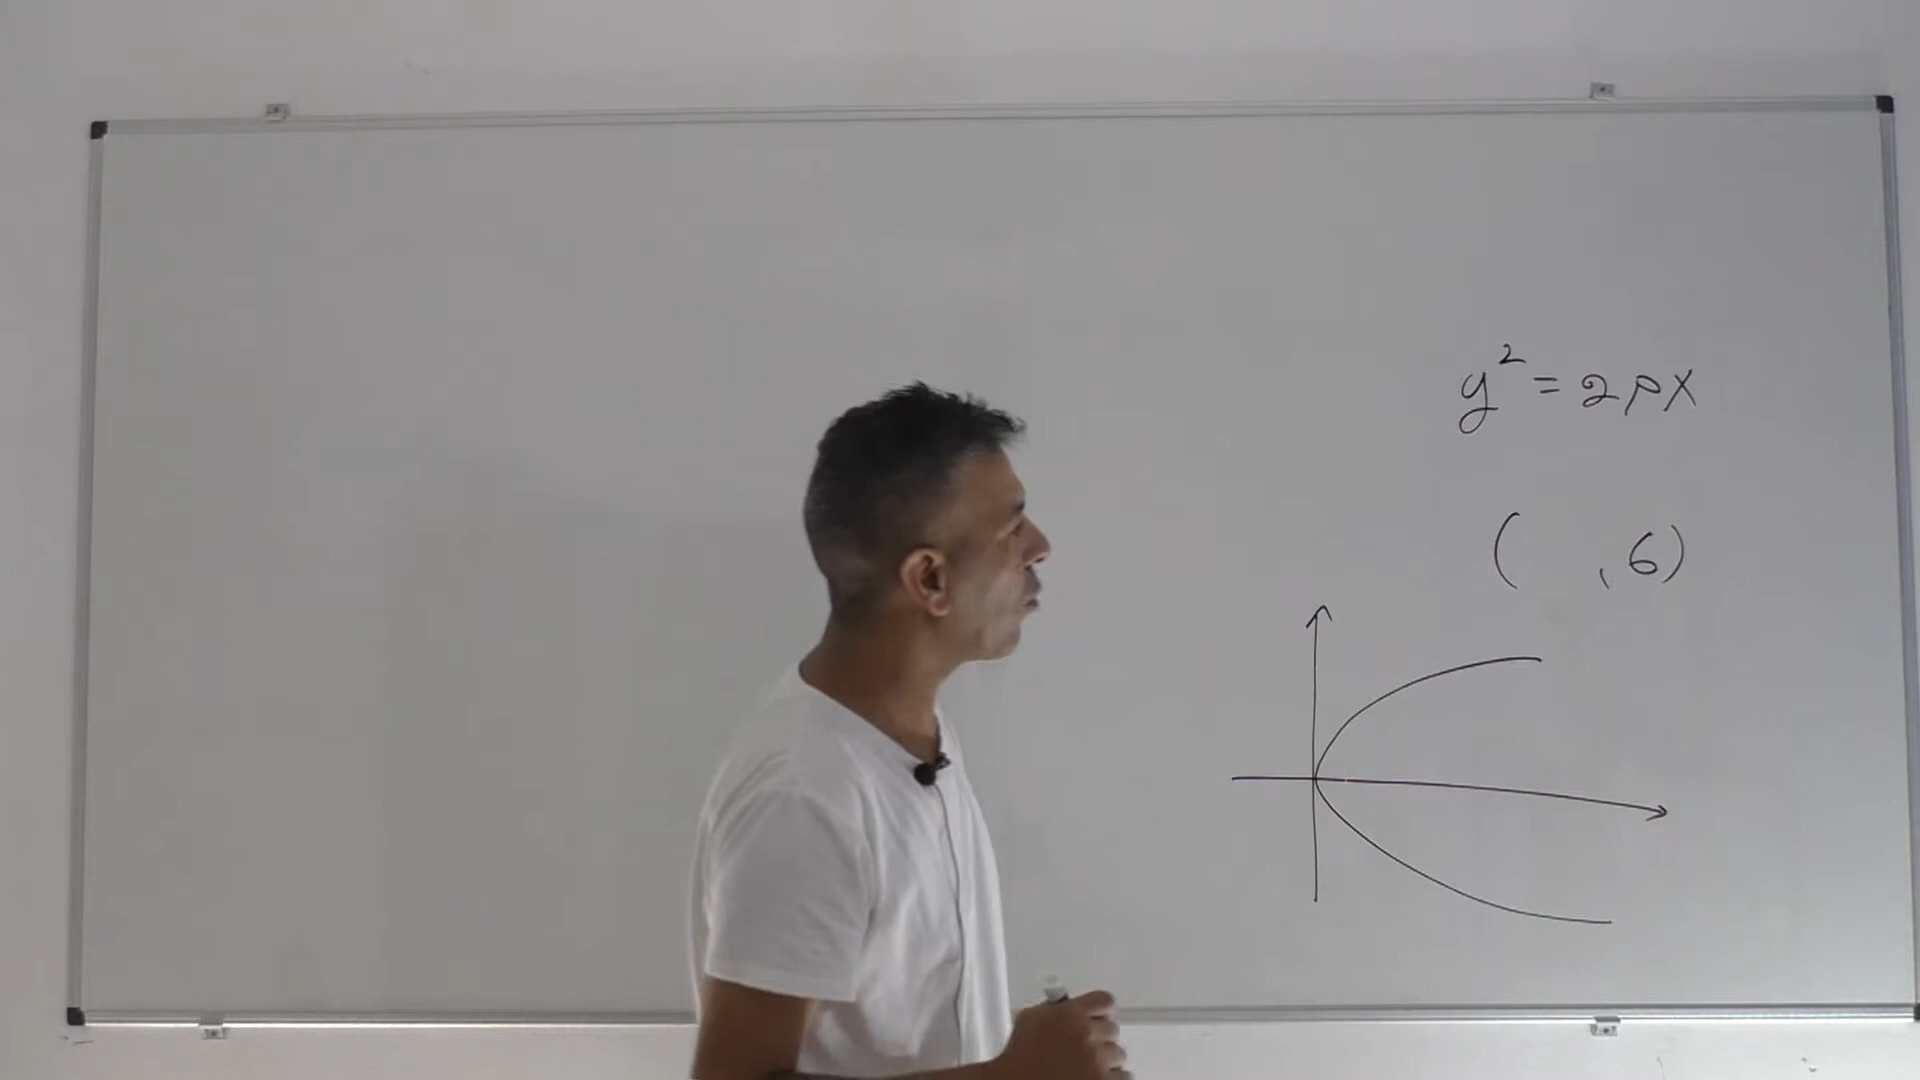 y² = 2px
( , 6)